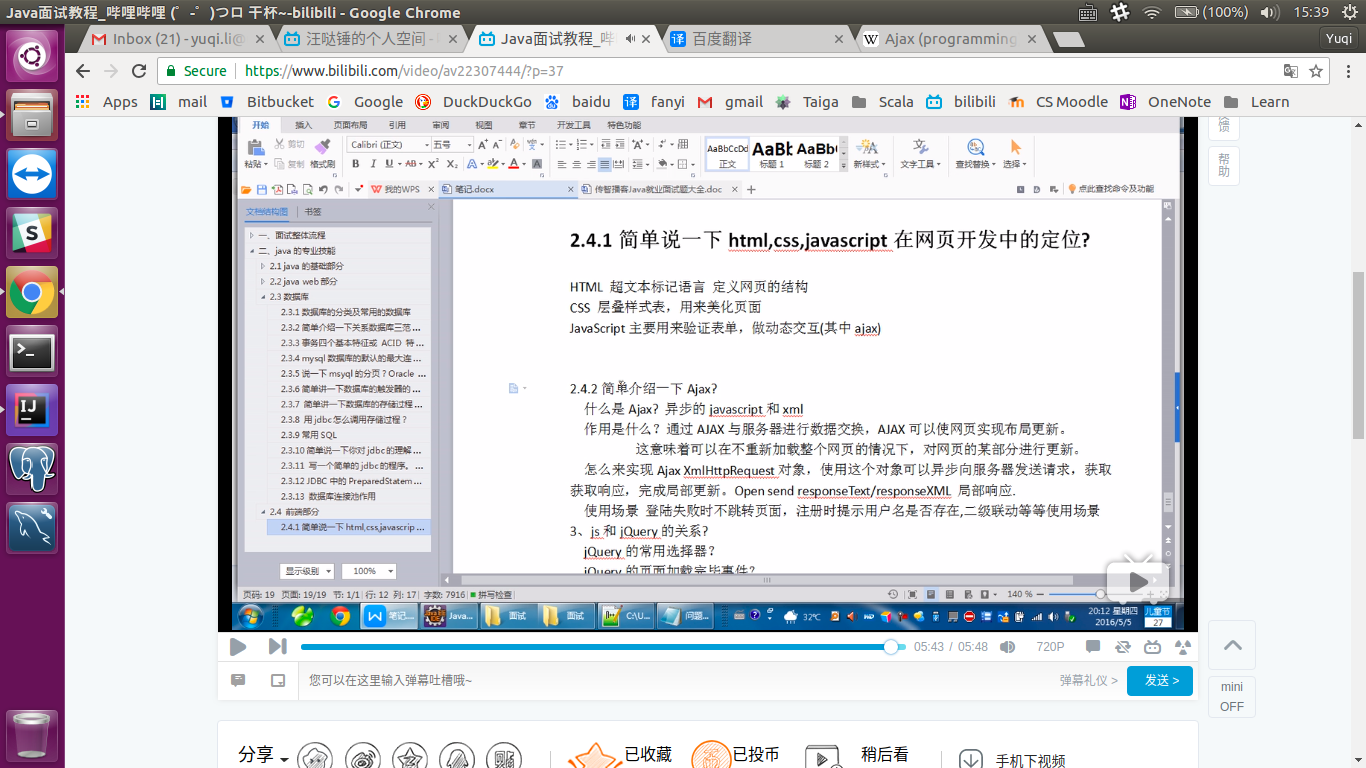 Java面试教程_哔哩哔哩 (゜-゜)つロ 干杯~-bilibili - Google Chrome
(100%) 15:39
Inbox (21) - yuqi.li@
汪哒锤的个人空间 -
Java面试教程_哔
百度翻译
Ajax (programming
Yuqi
Secure https://www.bilibili.com/video/av22307444/?p=37
Apps mail Bitbucket Google DuckDuckGo baidu fanyi gmail Taiga Scala bilibili CS Moodle OneNote Learn
开始 插入 页面布局 引用 审阅 视图 章节 开发工具 特色功能
粘贴 剪切 复制 格式刷 Calibri (正文) 五号
AaBbCcDd 正文 AaBb 标题 1 AaBb( 标题 2 新样式 文字工具 查找替换 选择
我的WPS 笔记.docx 传智播客Java就业面试题大全.doc 点此查找命令及功能
文档结构图 书签
一、面试整体流程
二、java 的专业技能
2.1 java 的基础部分
2.2 java web 部分
2.3 数据库
2.3.1 数据库的分类及常用的数据库
2.3.2 简单介绍一下关系数据库三范 ...
2.3.3 事务四个基本特征或 ACID 特 ...
2.3.4 mysql 数据库的默认的最大连 ...
2.3.5 说一下 msyql 的分页？Oracle ...
2.3.6 简单讲一下数据库的触发器的 ...
2.3.7 简单讲一下数据库的存储过程 ...
2.3.8 用 jdbc 怎么调用存储过程？
2.3.9 常用 SQL
2.3.10 简单说一下你对 jdbc 的理解 ...
2.3.11 写一个简单的 jdbc 的程序。 ...
2.3.12 JDBC 中的 PreparedStatem ...
2.3.13 数据库连接池作用
2.4 前端部分
2.4.1 简单说一下 html,css,javascrip ...
显示级别 100%
2.4.1 简单说一下 html,css,javascript 在网页开发中的定位?
HTML 超文本标记语言 定义网页的结构
CSS 层叠样式表，用来美化页面
JavaScript 主要用来验证表单，做动态交互(其中 ajax)
2.4.2 简单介绍一下 Ajax?
什么是 Ajax? 异步的 javascript 和 xml
作用是什么？通过 AJAX 与服务器进行数据交换，AJAX 可以使网页实现布局更新。
这意味着可以在不重新加载整个网页的情况下，对网页的某部分进行更新。
怎么来实现 Ajax XmlHttpRequest 对象，使用这个对象可以异步向服务器发送请求，获取
获取响应，完成局部更新。Open send responseText/responseXML 局部响应.
使用场景 登陆失败时不跳转页面，注册时提示用户名是否存在,二级联动等等使用场景
3、js 和 jQuery 的关系?
jQuery 的常用选择器?
jQuery 的页面加载完毕事件?
页码: 19 页面: 19/19 节: 1/1 行: 12 列: 17 字数: 7916 拼写检查 140 %
笔记... Java... 面试 面试 C:\U... 问题... 32℃ 20:12 星期四 2016/5/5 儿童节 27
05:43 / 05:48 720P
您可以在这里输入弹幕吐槽哦~ 弹幕礼仪 > 发送 >
馈
帮助
mini
OFF
分享 已收藏 已投币 稍后看 手机下视频